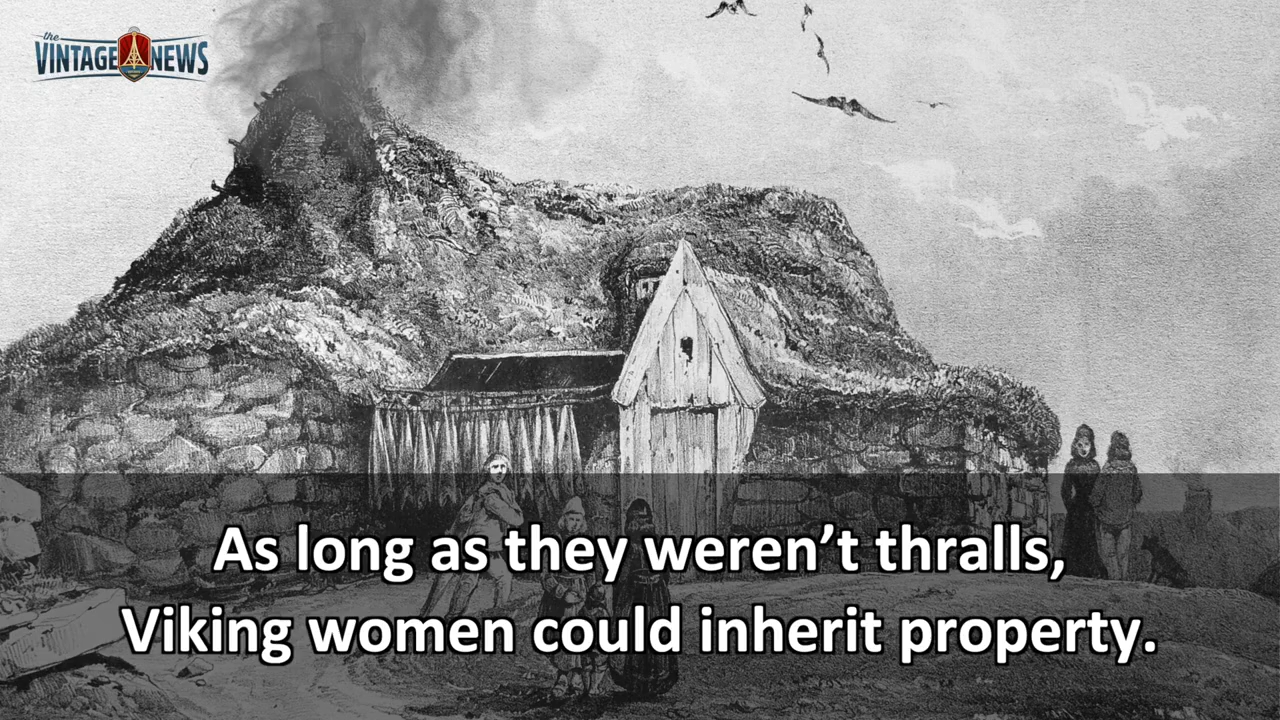 the
VINTAGE NEWS
As long as they weren't thralls,
Viking women could inherit property.